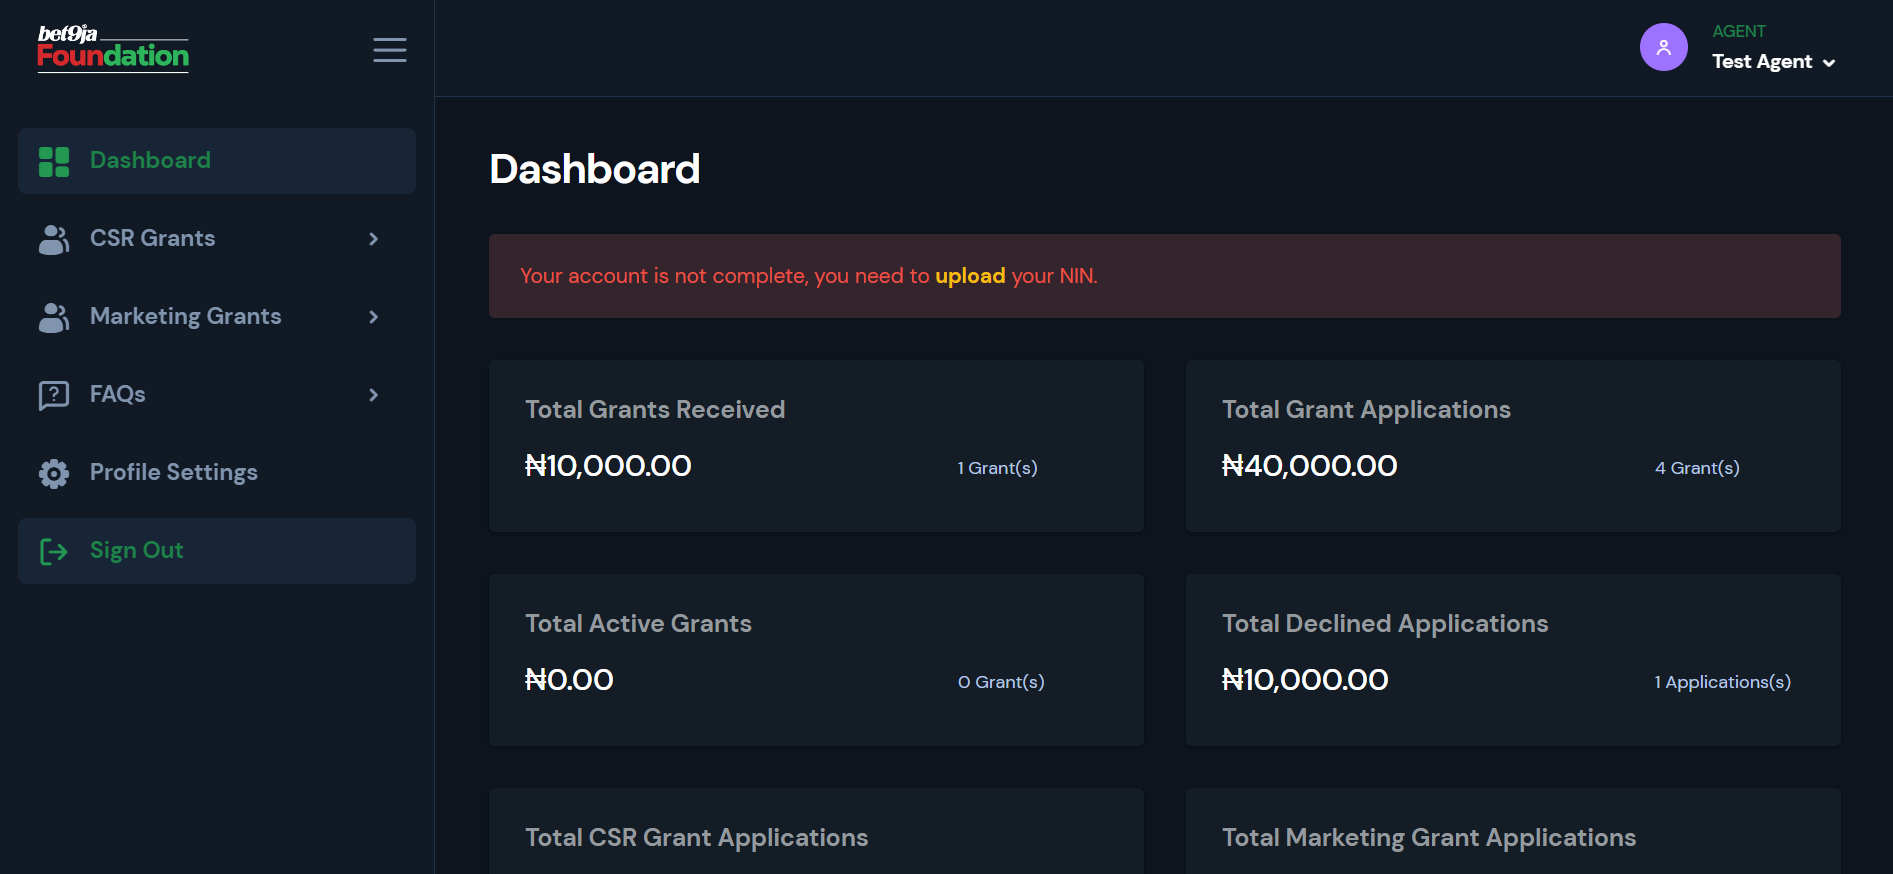 bet9ja
Foundation
AGENT
Test Agent
Dashboard
CSR Grants
Marketing Grants
FAQs
Profile Settings
Sign Out
Dashboard
Your account is not complete, you need to upload your NIN.
Total Grants Received
₦10,000.00 1 Grant(s)
Total Grant Applications
₦40,000.00 4 Grant(s)
Total Active Grants
₦0.00 0 Grant(s)
Total Declined Applications
₦10,000.00 1 Applications(s)
Total CSR Grant Applications
Total Marketing Grant Applications